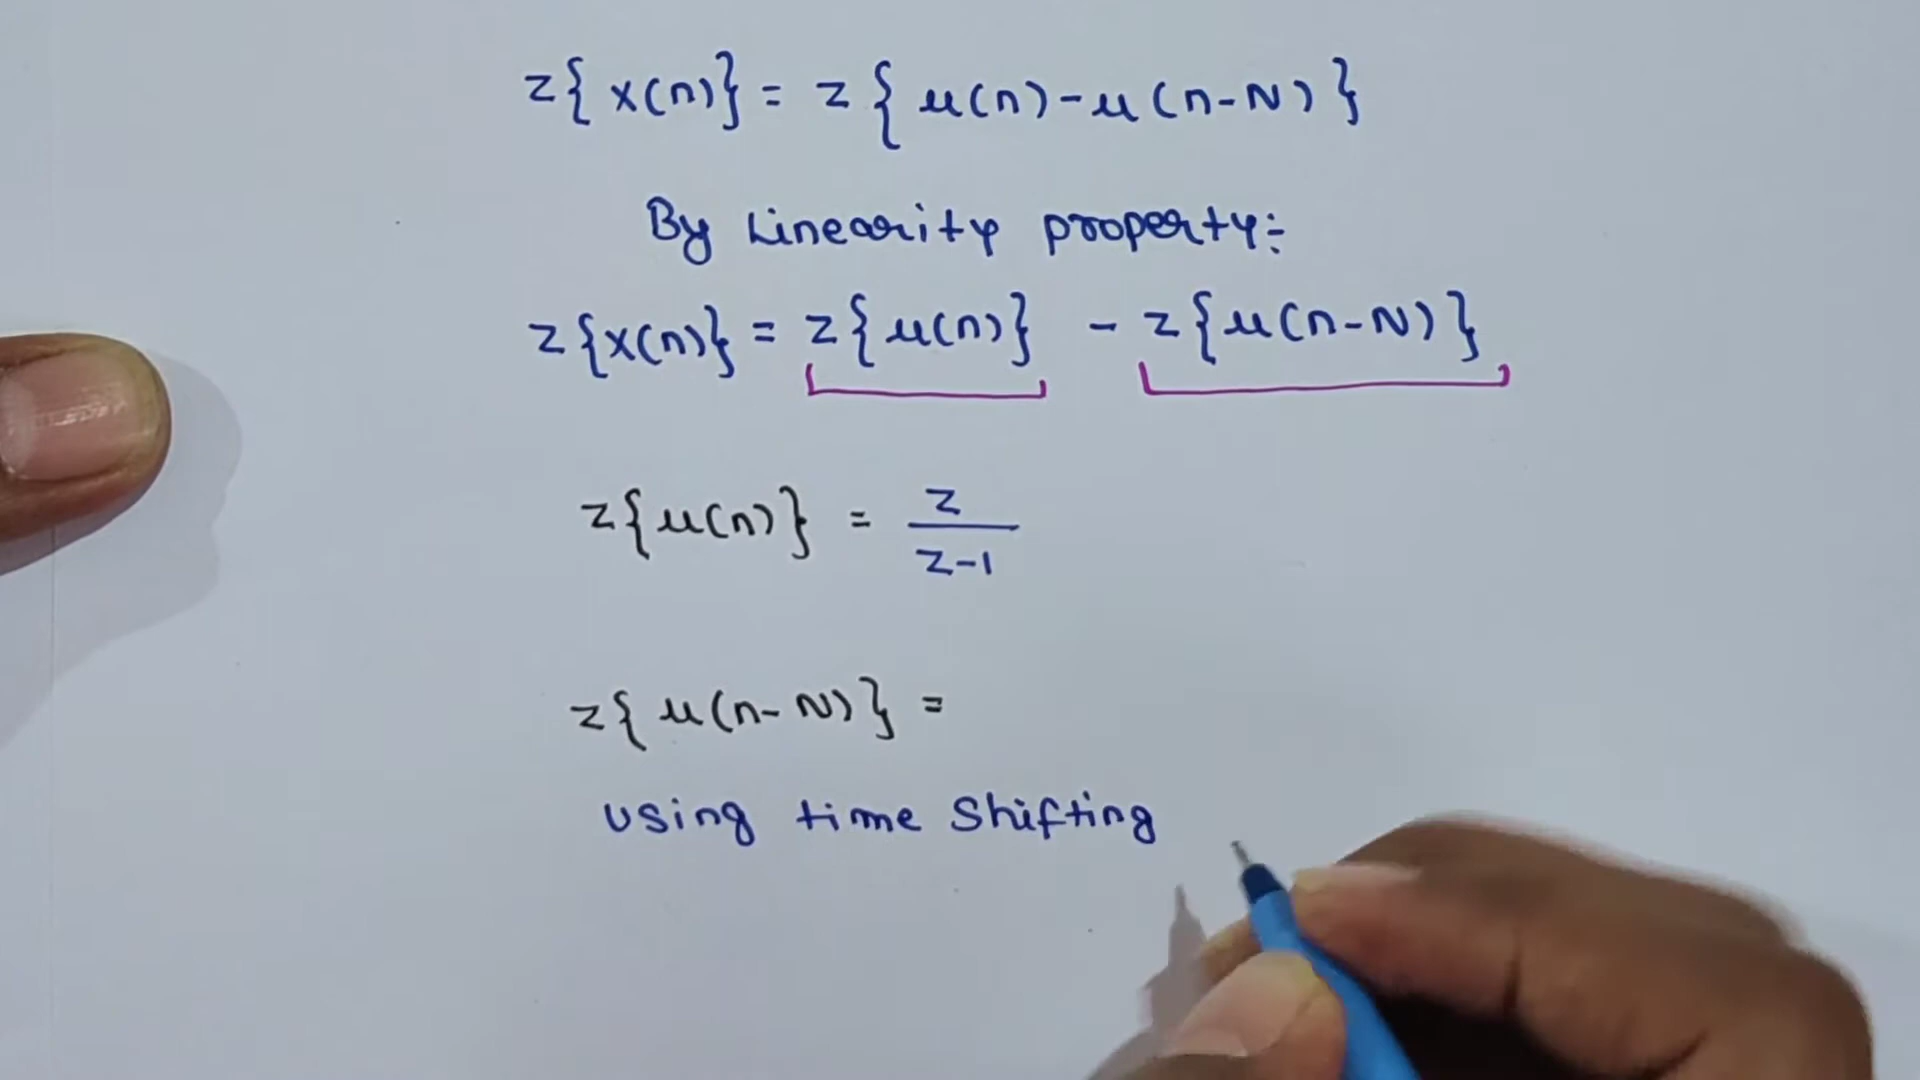 z{x(n)} = z{u(n)-u(n-N)}
By Linearity property:
z{x(n)} = z{u(n)} - z{u(n-N)}
z{u(n)} = z/z-1
z{u(n-N)} =
using time Shifting